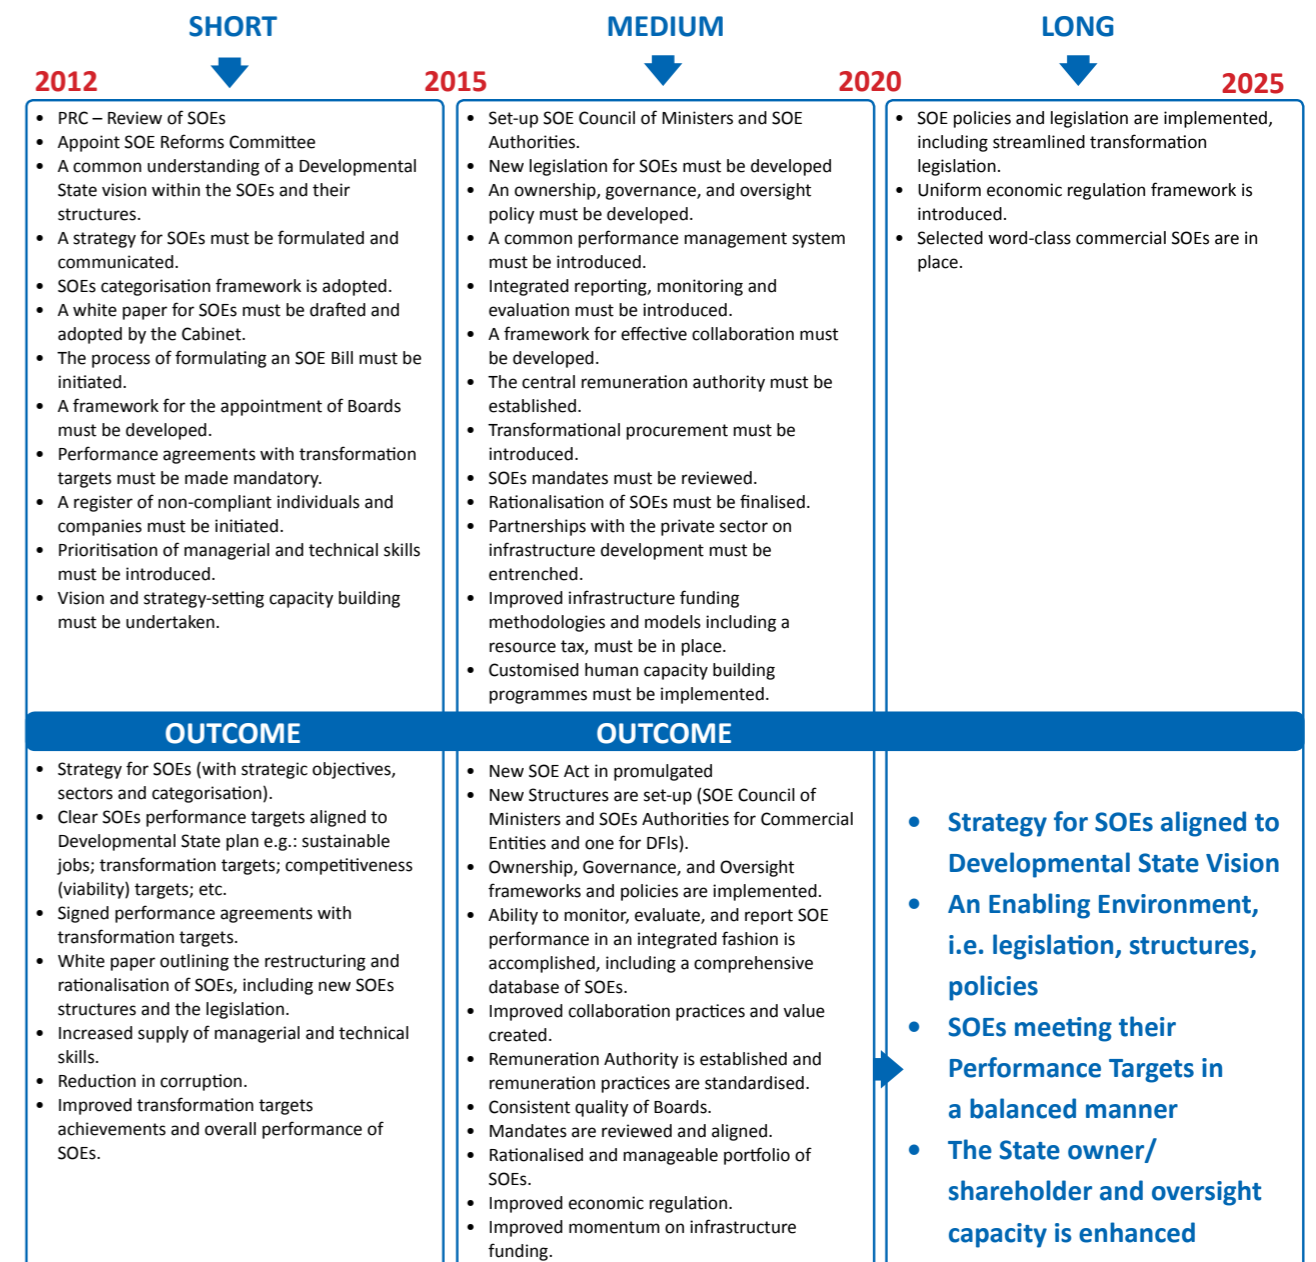 SHORT
MEDIUM
LONG
2012
2015
2020
2025
• PRC – Review of SOEs
• Appoint SOE Reforms Committee
• A common understanding of a Developmental
State vision within the SOEs and their
structures.
• A strategy for SOEs must be formulated and
communicated.
• SOEs categorisation framework is adopted.
• A white paper for SOEs must be drafted and
adopted by the Cabinet.
• The process of formulating an SOE Bill must be
initiated.
• A framework for the appointment of Boards
must be developed.
• Performance agreements with transformation
targets must be made mandatory.
• A register of non-compliant individuals and
companies must be initiated.
• Prioritisation of managerial and technical skills
must be introduced.
• Vision and strategy-setting capacity building
must be undertaken.
• Set-up SOE Council of Ministers and SOE
Authorities.
• New legislation for SOEs must be developed
• An ownership, governance, and oversight
policy must be developed.
• A common performance management system
must be introduced.
• Integrated reporting, monitoring and
evaluation must be introduced.
• A framework for effective collaboration must
be developed.
• The central remuneration authority must be
established.
• Transformational procurement must be
introduced.
• SOEs mandates must be reviewed.
• Rationalisation of SOEs must be finalised.
• Partnerships with the private sector on
infrastructure development must be
entrenched.
• Improved infrastructure funding
methodologies and models including a
resource tax, must be in place.
• Customised human capacity building
programmes must be implemented.
• SOE policies and legislation are implemented,
including streamlined transformation
legislation.
• Uniform economic regulation framework is
introduced.
• Selected word-class commercial SOEs are in
place.
OUTCOME
OUTCOME
• Strategy for SOEs (with strategic objectives,
sectors and categorisation).
• Clear SOEs performance targets aligned to
Developmental State plan e.g.: sustainable
jobs; transformation targets; competitiveness
(viability) targets; etc.
• Signed performance agreements with
transformation targets.
• White paper outlining the restructuring and
rationalisation of SOEs, including new SOEs
structures and the legislation.
• Increased supply of managerial and technical
skills.
• Reduction in corruption.
• Improved transformation targets
achievements and overall performance of
SOEs.
• New SOE Act in promulgated
• New Structures are set-up (SOE Council of
Ministers and SOEs Authorities for Commercial
Entities and one for DFIs).
• Ownership, Governance, and Oversight
frameworks and policies are implemented.
• Ability to monitor, evaluate, and report SOE
performance in an integrated fashion is
accomplished, including a comprehensive
database of SOEs.
• Improved collaboration practices and value
created.
• Remuneration Authority is established and
remuneration practices are standardised.
• Consistent quality of Boards.
• Mandates are reviewed and aligned.
• Rationalised and manageable portfolio of
SOEs.
• Improved economic regulation.
• Improved momentum on infrastructure
funding.
• Strategy for SOEs aligned to
Developmental State Vision
• An Enabling Environment,
i.e. legislation, structures,
policies
• SOEs meeting their
Performance Targets in
a balanced manner
• The State owner/
shareholder and oversight
capacity is enhanced